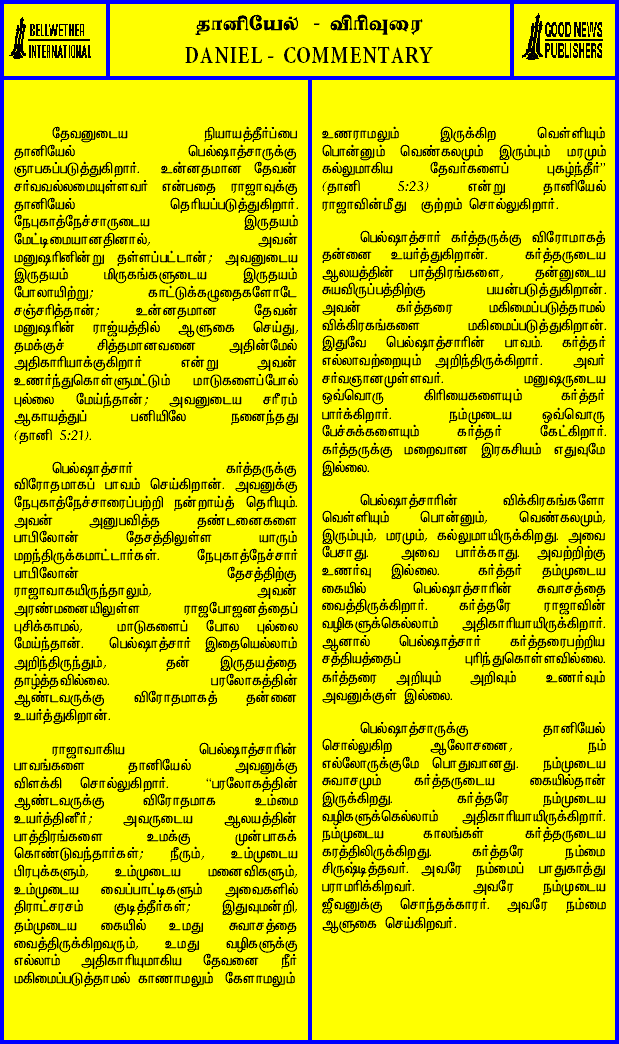 BELLWETHER
INTERNATIONAL
தானியேல் - விரிவுரை
DANIEL - COMMENTARY
GOOD NEWS
PUBLISHERS
தேவனுடைய நியாயத்தீர்ப்பை
தானியேல் பெல்ஷாத்சாருக்கு
ஞாபகப்படுத்துகிறார். உன்னதமான தேவன்
சர்வவல்லமையுள்ளவர் என்பதை ராஜாவுக்கு
தானியேல் தெரியப்படுத்துகிறார்.
நேபுகாத்நேச்சாருடைய இருதயம்
மேட்டிமையானதினால், அவன்
மனுஷரினின்று தள்ளப்பட்டான்; அவனுடைய
இருதயம் மிருகங்களுடைய இருதயம்
போலாயிற்று; காட்டுக்கழுதைகளோடே
சஞ்சரித்தான்; உன்னதமான தேவன்
மனுஷரின் ராஜ்யத்தில் ஆளுகை செய்து,
தமக்குச் சித்தமானவனை அதின்மேல்
அதிகாரியாக்குகிறார் என்று அவன்
உணர்ந்துகொள்ளுமட்டும் மாடுகளைப்போல்
புல்லை மேய்ந்தான்; அவனுடைய சரீரம்
ஆகாயத்துப் பனியிலே நனைந்தது
(தானி 5:21).
பெல்ஷாத்சார் கர்த்தருக்கு
விரோதமாகப் பாவம் செய்கிறான். அவனுக்கு
நேபுகாத்நேச்சாரைப்பற்றி நன்றாய்த் தெரியும்.
அவன் அனுபவித்த தண்டனைகளை
பாபிலோன் தேசத்திலுள்ள யாரும்
மறந்திருக்கமாட்டார்கள். நேபுகாத்நேச்சார்
பாபிலோன் தேசத்திற்கு
ராஜாவாகயிருந்தாலும், அவன்
அரண்மனையிலுள்ள ராஜபோஜனத்தைப்
புசிக்காமல், மாடுகளைப் போல புல்லை
மேய்ந்தான். பெல்ஷாத்சார் இதையெல்லாம்
அறிந்திருந்தும், தன் இருதயத்தை
தாழ்த்தவில்லை. பரலோகத்தின்
ஆண்டவருக்கு விரோதமாகத் தன்னை
உயர்த்துகிறான்.
ராஜாவாகிய பெல்ஷாத்சாரின்
பாவங்களை தானியேல் அவனுக்கு
விளக்கி சொல்லுகிறார். "பரலோகத்தின்
ஆண்டவருக்கு விரோதமாக உம்மை
உயர்த்தினீர்; அவருடைய ஆலயத்தின்
பாத்திரங்களை உமக்கு முன்பாகக்
கொண்டுவந்தார்கள்; நீரும், உம்முடைய
பிரபுக்களும், உம்முடைய மனைவிகளும்,
உம்முடைய வைப்பாட்டிகளும் அவைகளில்
திராட்சரசம் குடித்தீர்கள்; இதுவுமன்றி,
தம்முடைய கையில் உமது சுவாசத்தை
வைத்திருக்கிறவரும், உமது வழிகளுக்கு
எல்லாம் அதிகாரியுமாகிய தேவனை நீர்
மகிமைப்படுத்தாமல் காணாமலும் கேளாமலும்
உணராமலும் இருக்கிற வெள்ளியும்
பொன்னும் வெண்கலமும் இரும்பும் மரமும்
கல்லுமாகிய தேவர்களைப் புகழ்ந்தீர்"
(தானி 5:23) என்று தானியேல்
ராஜாவின்மீது குற்றம் சொல்லுகிறார்.
பெல்ஷாத்சார் கர்த்தருக்கு விரோமாகத்
தன்னை உயர்த்துகிறான். கர்த்தருடைய
ஆலயத்தின் பாத்திரங்களை, தன்னுடைய
சுயவிருப்பத்திற்கு பயன்படுத்துகிறான்.
அவன் கர்த்தரை மகிமைப்படுத்தாமல்
விக்கிரகங்களை மகிமைப்படுத்துகிறான்.
இதுவே பெல்ஷாத்சாரின் பாவம். கர்த்தர்
எல்லாவற்றையும் அறிந்திருக்கிறார். அவர்
சர்வஞானமுள்ளவர். மனுஷருடைய
ஒவ்வொரு கிரியைகளையும் கர்த்தர்
பார்க்கிறார். நம்முடைய ஒவ்வொரு
பேச்சுக்களையும் கர்த்தர் கேட்கிறார்.
கர்த்தருக்கு மறைவான இரகசியம் எதுவுமே
இல்லை.
பெல்ஷாத்சாரின் விக்கிரகங்களோ
வெள்ளியும் பொன்னும், வெண்கலமும்,
இரும்பும், மரமும், கல்லுமாயிருக்கிறது. அவை
பேசாது. அவை பார்க்காது. அவற்றிற்கு
உணர்வு இல்லை. கர்த்தர் தம்முடைய
கையில் பெல்ஷாத்சாரின் சுவாசத்தை
வைத்திருக்கிறார். கர்த்தரே ராஜாவின்
வழிகளுக்கெல்லாம் அதிகாரியாயிருக்கிறார்.
ஆனால் பெல்ஷாத்சார் கர்த்தரைபற்றிய
சத்தியத்தைப் புரிந்துகொள்ளவில்லை.
கர்த்தரை அறியும் அறிவும் உணர்வும்
அவனுக்குள் இல்லை.
பெல்ஷாத்சாருக்கு தானியேல்
சொல்லுகிற ஆலோசனை, நம்
எல்லோருக்குமே பொதுவானது. நம்முடைய
சுவாசமும் கர்த்தருடைய கையில்தான்
இருக்கிறது. கர்த்தரே நம்முடைய
வழிகளுக்கெல்லாம் அதிகாரியாயிருக்கிறார்.
நம்முடைய காலங்கள் கர்த்தருடைய
கரத்திலிருக்கிறது. கர்த்தரே நம்மை
சிருஷ்டித்தவர். அவரே நம்மைப் பாதுகாத்து
பராமரிக்கிறவர். அவரே நம்முடைய
ஜீவனுக்கு சொந்தக்காரர். அவரே நம்மை
ஆளுகை செய்கிறவர்.